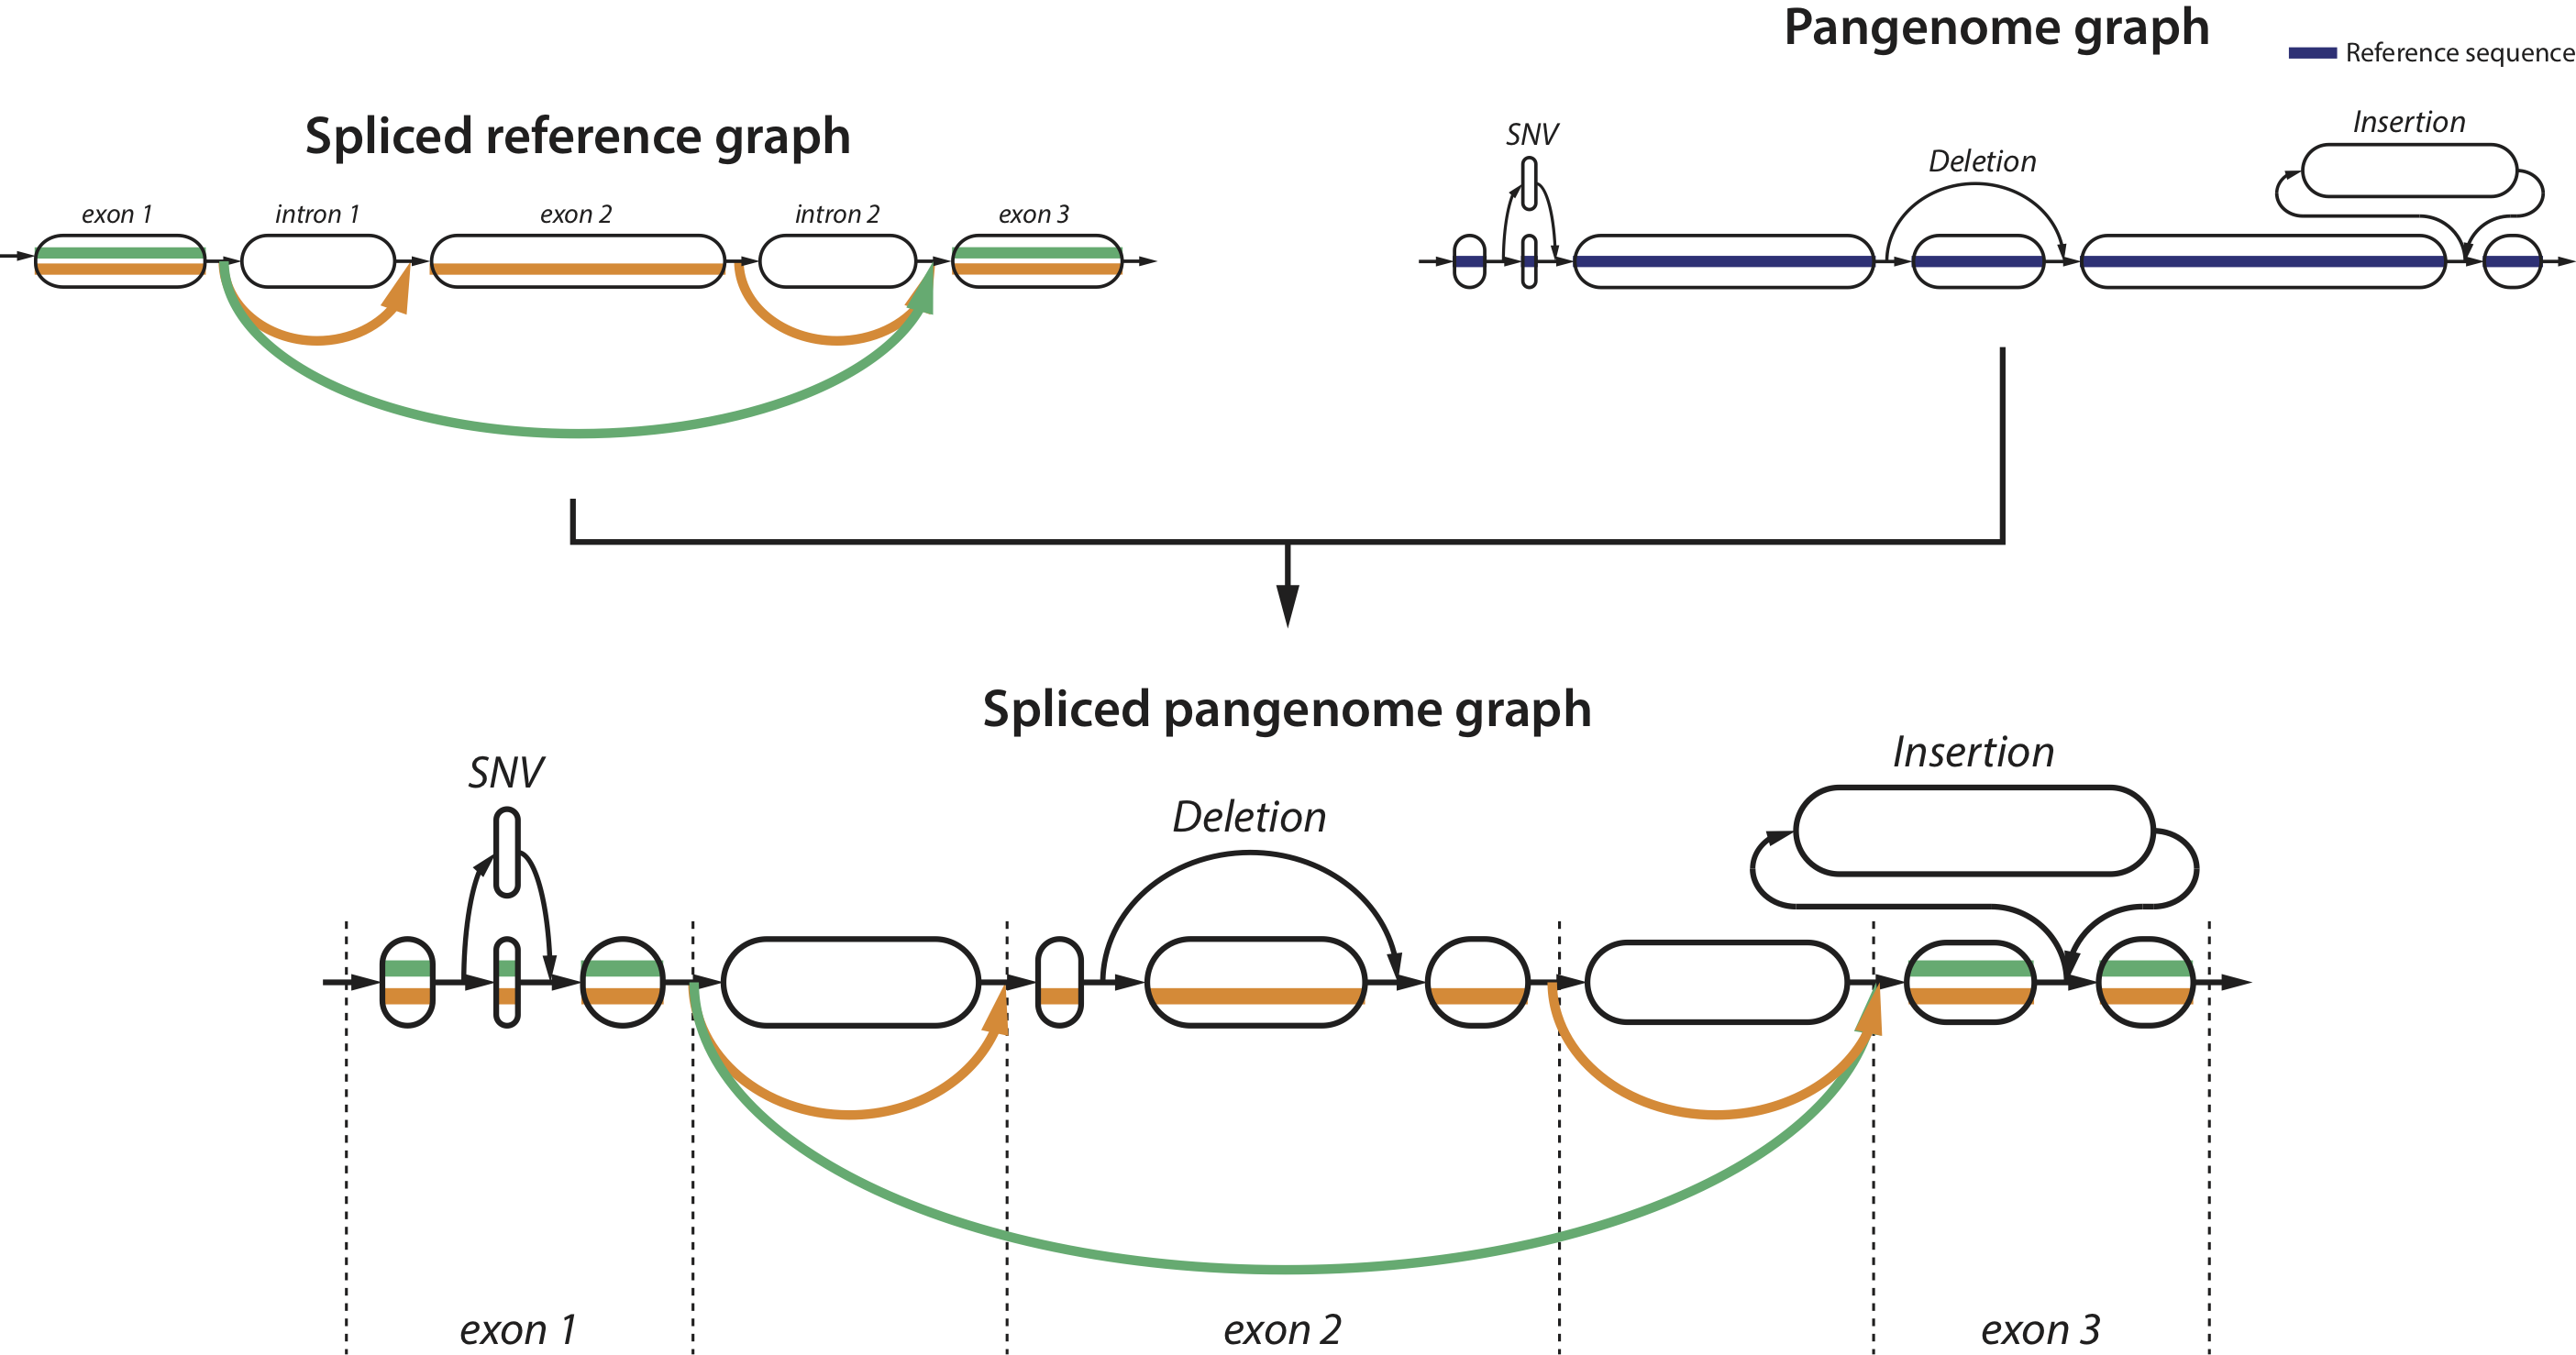 Pangenome graph
Reference sequence
Spliced reference graph
SNV
Deletion
Insertion
exon 1
intron 1
exon 2
intron 2
exon 3
Spliced pangenome graph
SNV
Deletion
Insertion
exon 1
exon 2
exon 3